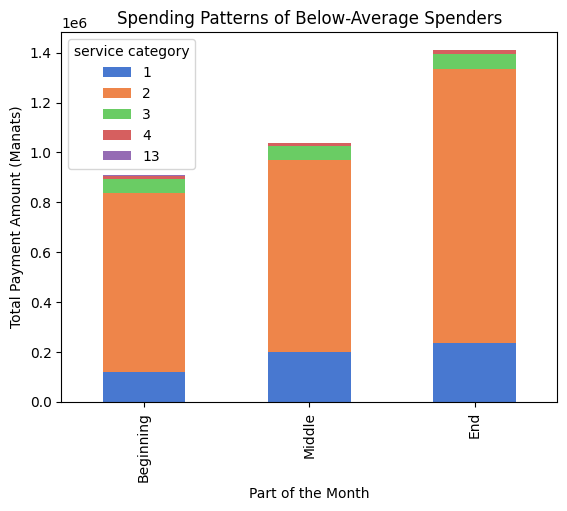 Spending Patterns of Below-Average Spenders
1e6
service category
1
2
3
4
13
1.4
1.2
1.0
0.8
0.6
0.4
0.2
0.0
Total Payment Amount (Manats)
Beginning
Middle
End
Part of the Month